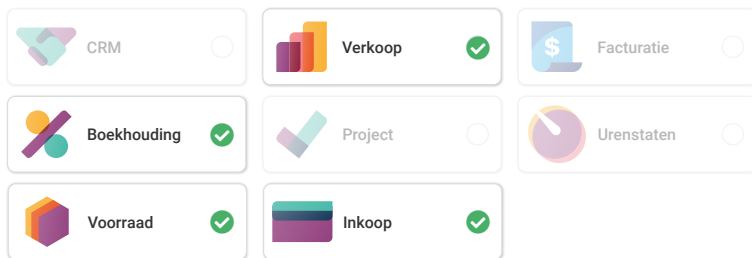 CRM
Verkoop
$
Facturatie
Boekhouding
Project
Urenstaten
Voorraad
Inkoop